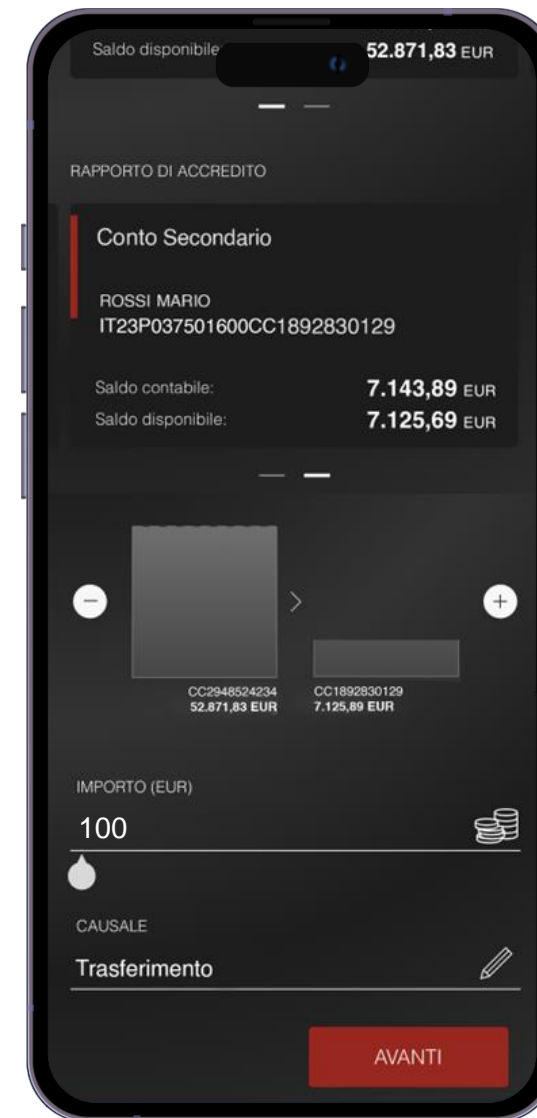 Saldo disponibile 52.871,83 EUR
RAPPORTO DI ACCREDITO
Conto Secondario
ROSSI MARIO
IT23P037501600CC1892830129
Saldo contabile: 7.143,89 EUR
Saldo disponibile: 7.125,69 EUR
CC2948524234
52.871,83 EUR
CC1892830129
7.125,89 EUR
IMPORTO (EUR)
100
CAUSALE
Trasferimento
AVANTI